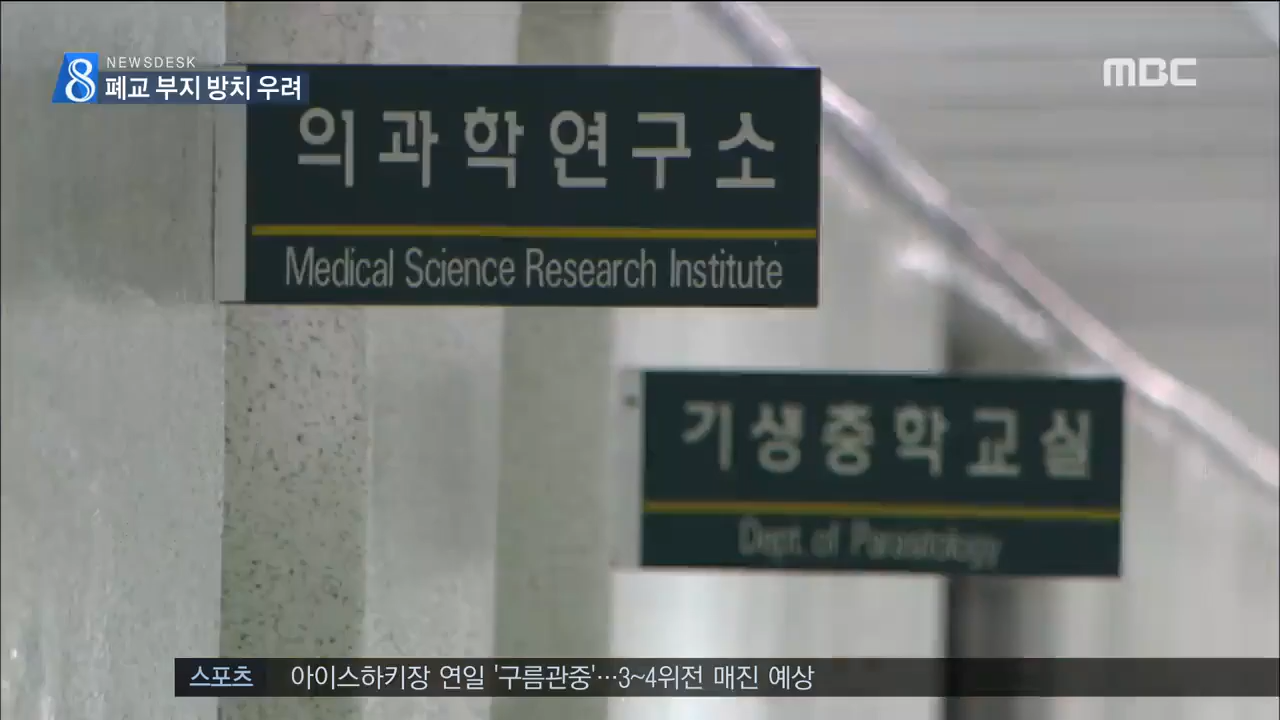 NEWSDESK
8 폐교 부지 방치 우려
MBC
의과학연구소
Medical Science Research Institute
기생충학교실
Dept. of Parasitology
스포츠 아이스하키장 연일 '구름관중'…3~4위전 매진 예상